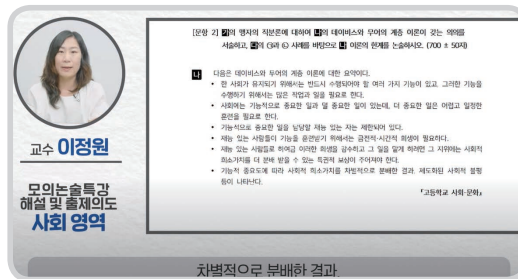 [문항 2] 가의 맹자의 직분론에 대하여 나의 데이비스와 무어의 계층 이론이 갖는 의의를
서술하고, 다의 ㉠과 ㉡ 사례를 바탕으로 나 이론의 한계를 논술하시오. (700 ± 50자)
나
다음은 데이비스와 무어의 계층 이론에 대한 요약이다.
• 한 사회가 유지되기 위해서는 반드시 수행되어야 할 여러 가지 기능이 있고, 그러한 기능을
수행하기 위해서는 많은 직업과 일을 필요로 한다.
• 사회에는 기능적으로 중요한 일과 덜 중요한 일이 있는데, 더 중요한 일은 어렵고 일정한
훈련을 필요로 한다.
• 기능적으로 중요한 일을 담당할 재능 있는 자는 제한되어 있다.
• 재능 있는 사람들이 기능을 훈련받기 위해서는 금전적·시간적 희생이 필요하다.
• 재능 있는 사람들로 하여금 이러한 희생을 감수하고 그 일을 맡게 하려면 그 지위에는 사회적
희소가치를 더 분배 받을 수 있는 특권적 보상이 주어져야 한다.
• 기능적 중요도에 따라 사회적 희소가치를 차별적으로 분배한 결과, 제도화된 사회적 불평
등이 나타난다.
『고등학교 사회·문화』
교수 이정원
모의논술특강
해설 및 출제의도
사회 영역
차별적으로 분배한 결과,